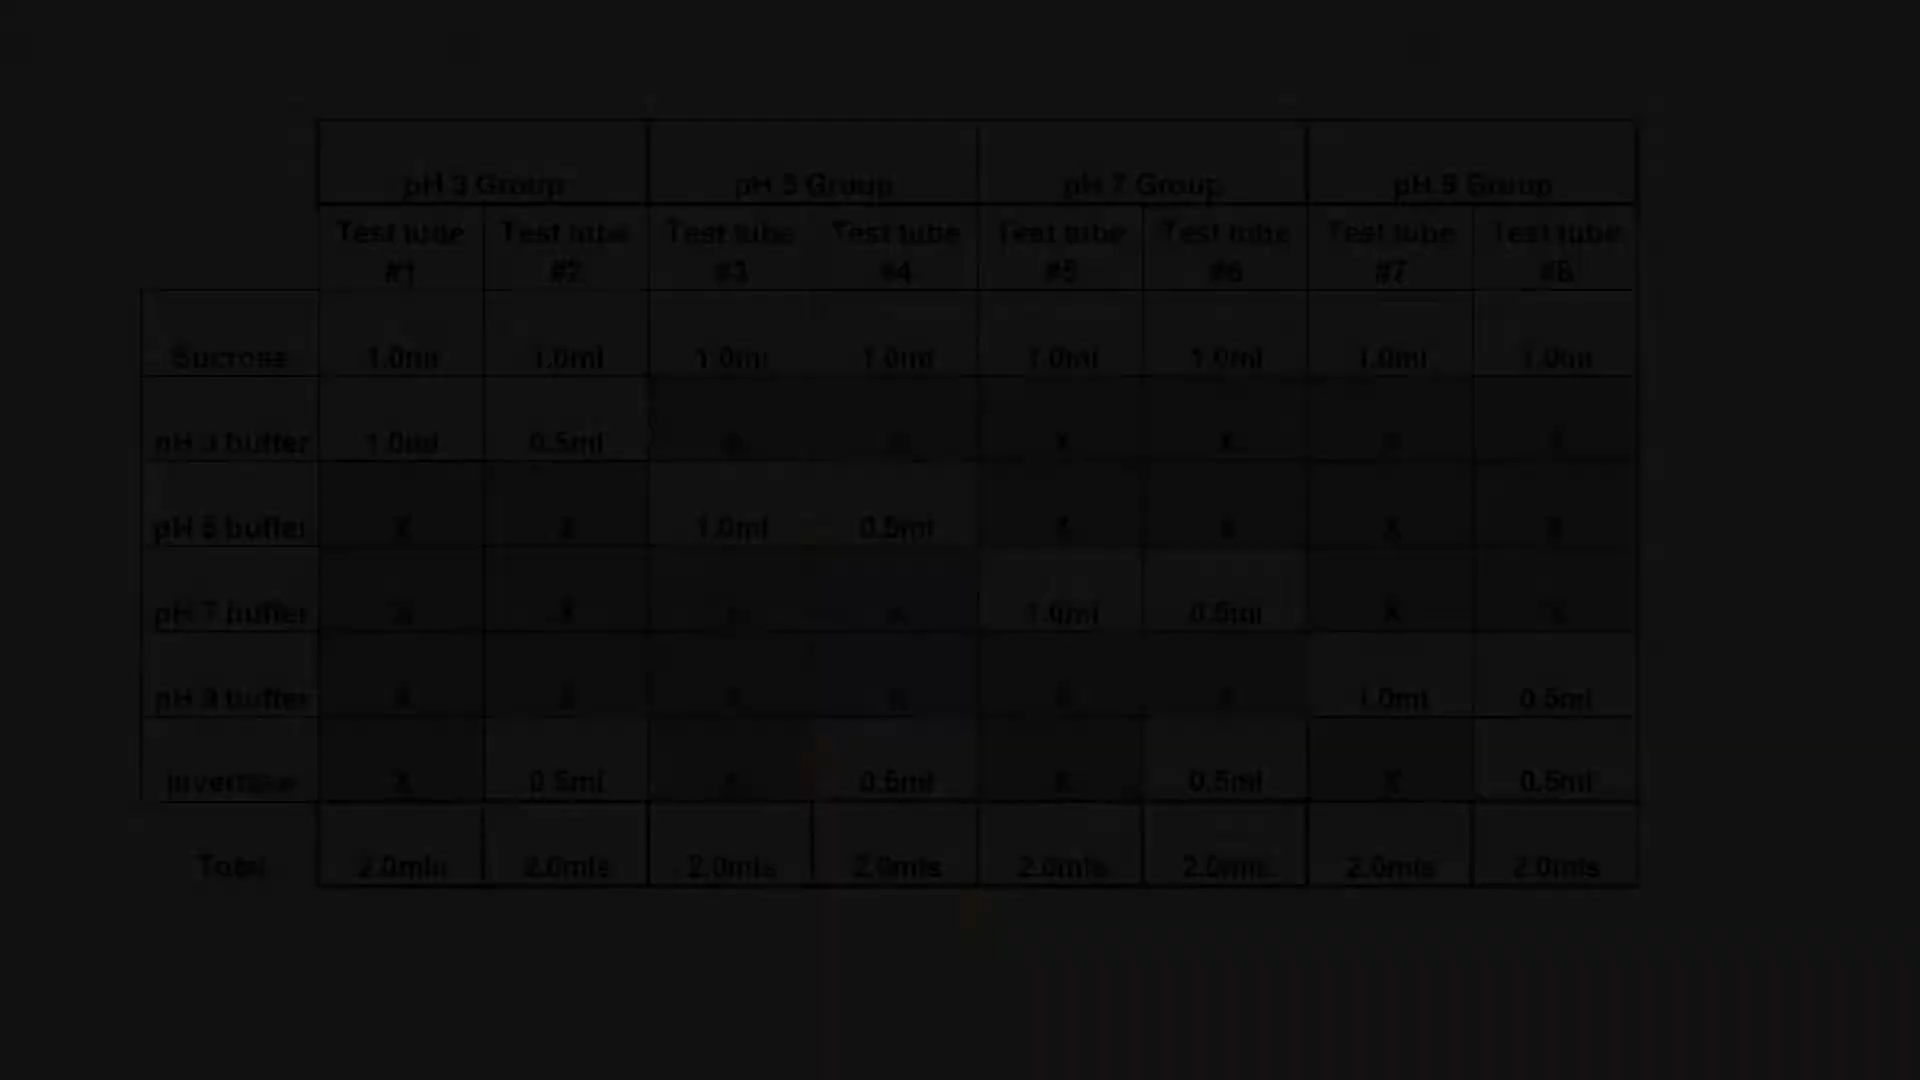 pH 3 Group pH 5 Group pH 7 Group pH 9 Group
Test tube Test tube Test tube Test tube Test tube Test tube Test tube Test tube
#1 #2 #3 #4 #5 #6 #7 #8
Sucrose 1.0ml 1.0ml 1.0ml 1.0ml 1.0ml 1.0ml 1.0ml 1.0ml
pH 3 buffer 1.0ml 0.5ml X X X X X X
pH 5 buffer X X 1.0ml 0.5ml X X X X
pH 7 buffer X X X X 1.0ml 0.5ml X X
pH 9 buffer X X X X X X 1.0ml 0.5ml
Invertase X 0.5ml X 0.5ml X 0.5ml X 0.5ml
Total 2.0mls 2.0mls 2.0mls 2.0mls 2.0mls 2.0mls 2.0mls 2.0mls